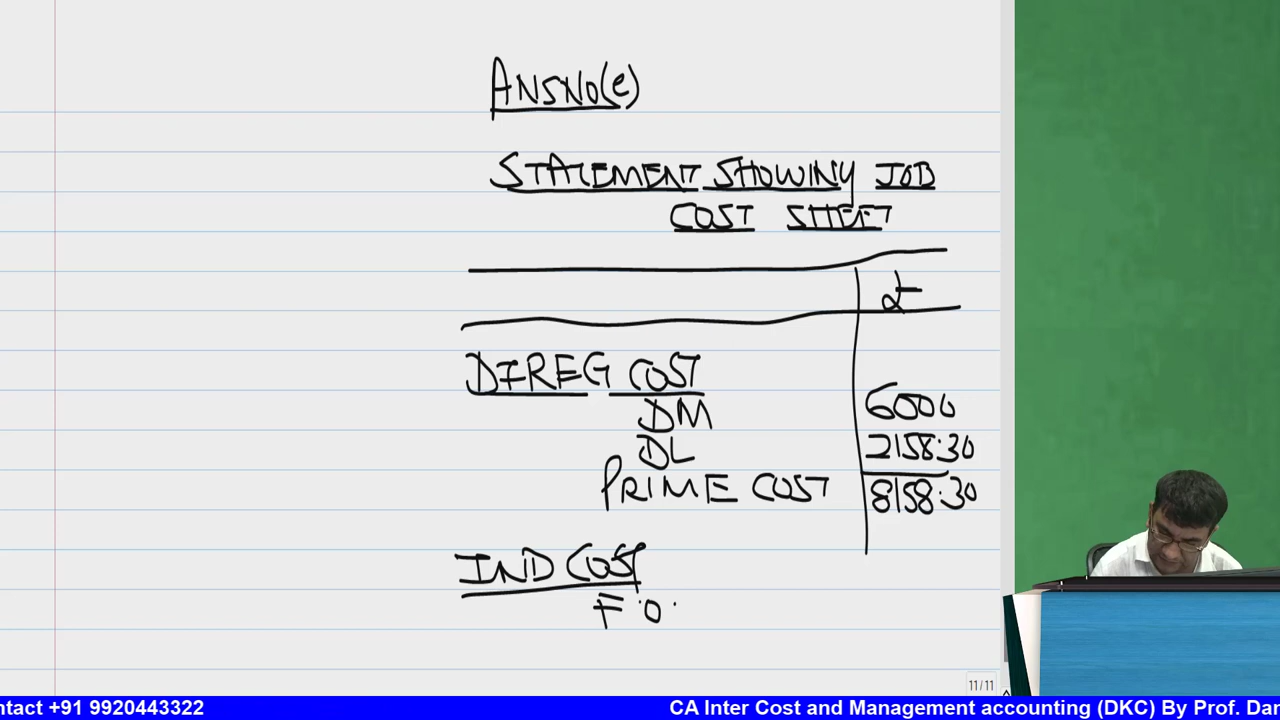 ANSNO(e)
STATEMENT SHOWING JOB
COST SHEET
£
DIRECT COST
DM 6000
DL 2158.30
PRIME COST 8158.30
IND COST
F.O.
11/11
ntact +91 9920443322 CA Inter Cost and Management accounting (DKC) By Prof. Dar